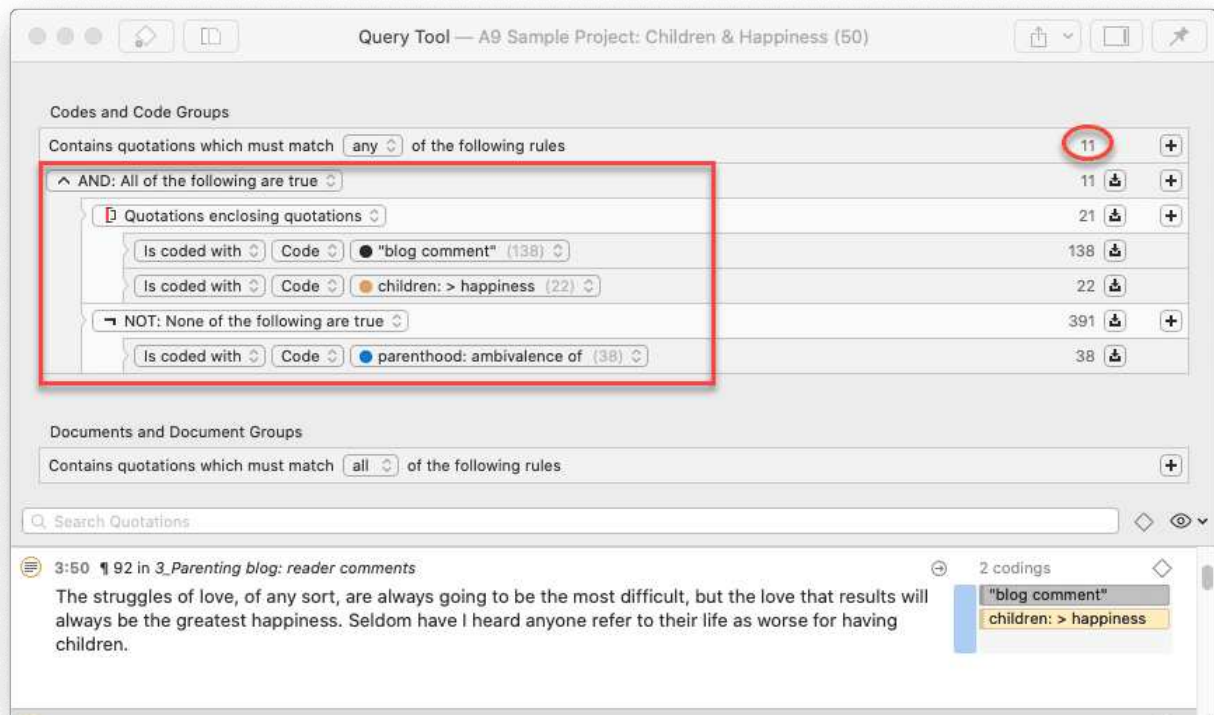 Query Tool — A9 Sample Project: Children & Happiness (50)
Codes and Code Groups
Contains quotations which must match any of the following rules 11
AND: All of the following are true 11
Quotations enclosing quotations 21
Is coded with Code "blog comment" (138) 138
Is coded with Code children: > happiness (22) 22
NOT: None of the following are true 391
Is coded with Code parenthood: ambivalence of (38) 38
Documents and Document Groups
Contains quotations which must match all of the following rules
Search Quotations
3:50 ¶ 92 in 3_Parenting blog: reader comments 2 codings
The struggles of love, of any sort, are always going to be the most difficult, but the love that results will "blog comment"
always be the greatest happiness. Seldom have I heard anyone refer to their life as worse for having children: > happiness
children.